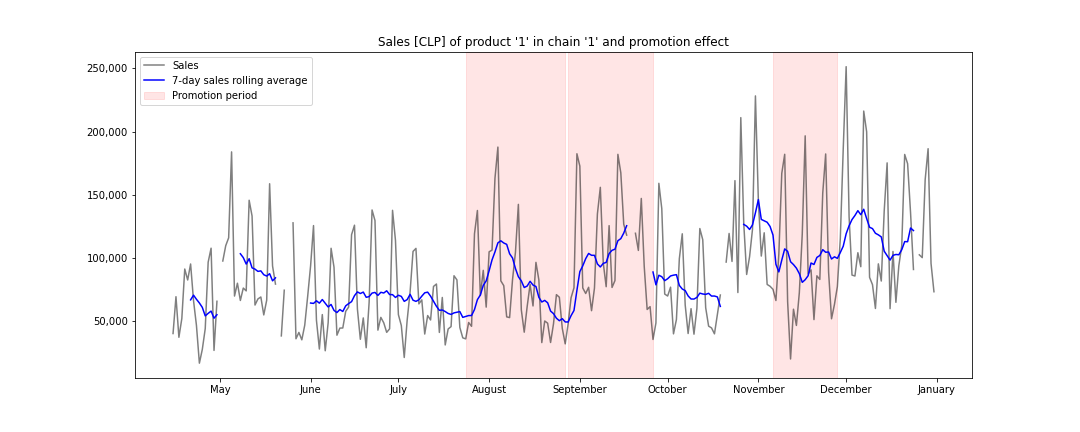 Sales [CLP] of product '1' in chain '1' and promotion effect
Sales
7-day sales rolling average
Promotion period
250,000
200,000
150,000
100,000
50,000
May June July August September October November December January